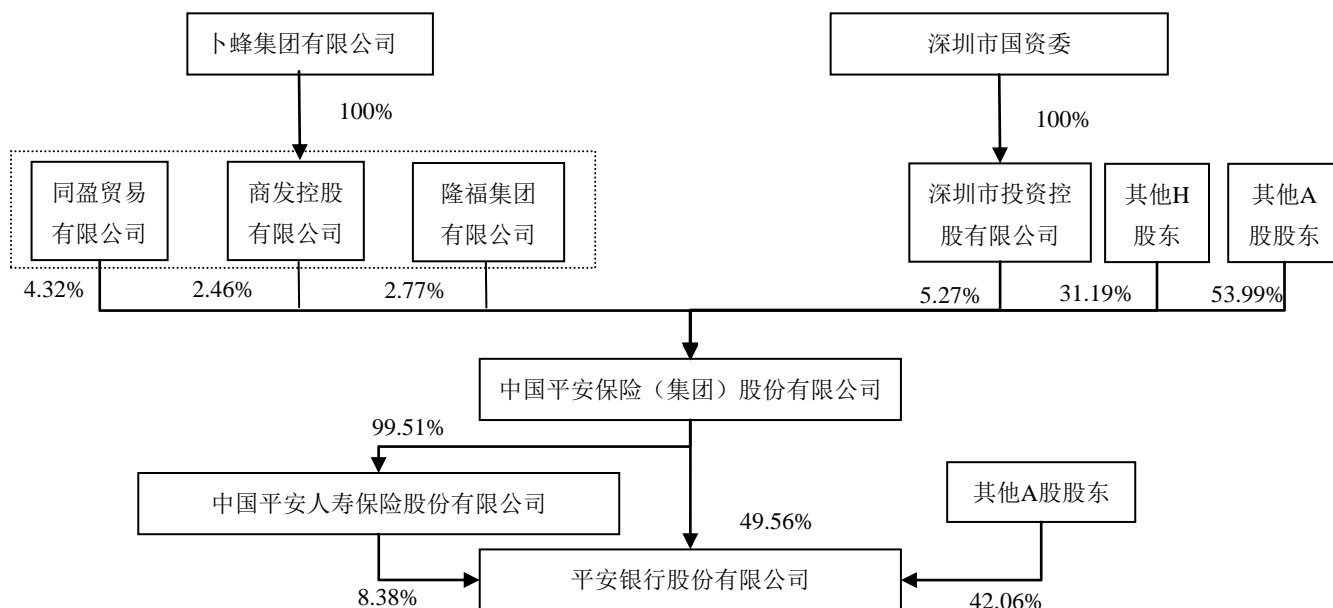 卜蜂集团有限公司
深圳市国资委
100%
100%
同盈贸易
有限公司
商发控股
有限公司
隆福集团
有限公司
深圳市投资控
股有限公司
其他H
股东
其他A
股股东
4.32%
2.46%
2.77%
5.27%
31.19%
53.99%
中国平安保险（集团）股份有限公司
99.51%
中国平安人寿保险股份有限公司
其他A股股东
49.56%
平安银行股份有限公司
8.38%
42.06%